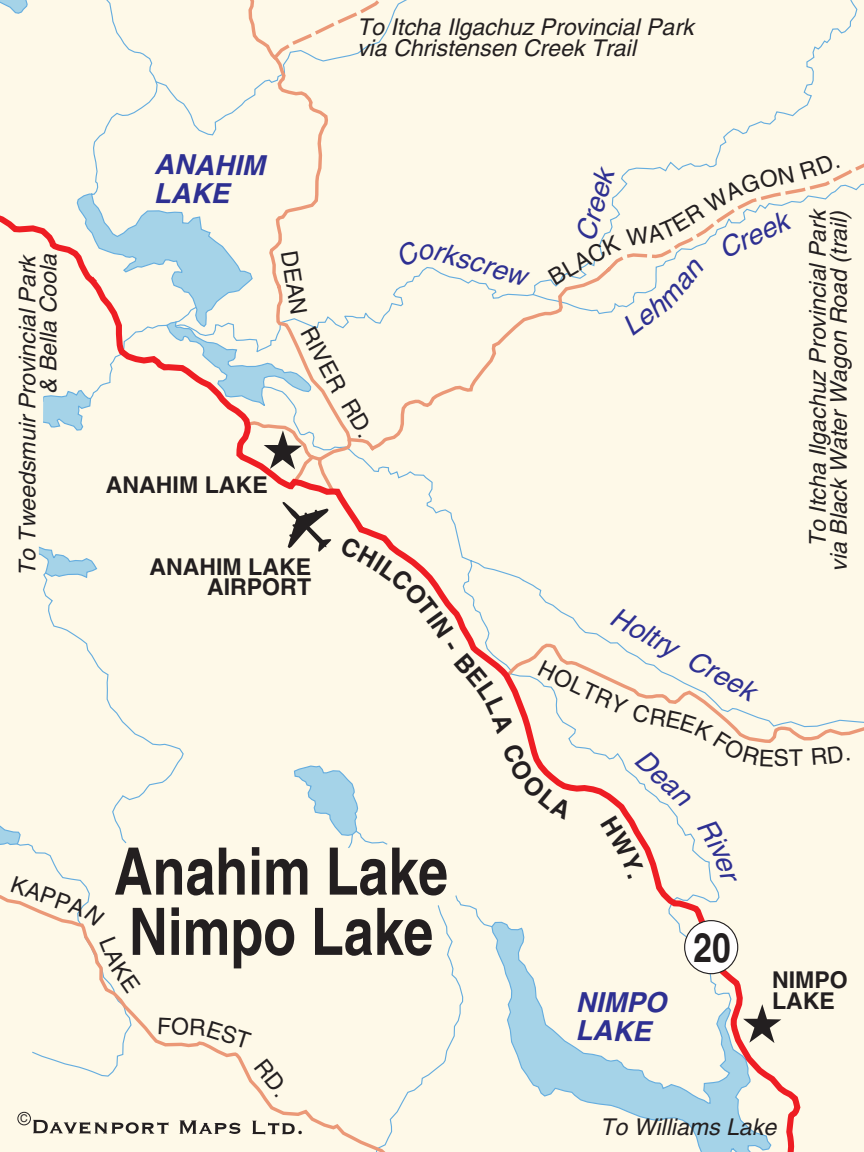 To Itcha Ilgachuz Provincial Park
via Christensen Creek Trail
ANAHIM
LAKE
Corkscrew Creek
BLACK WATER WAGON RD.
Lehman Creek
DEAN RIVER RD.
To Tweedsmuir Provincial Park
& Bella Coola
To Itcha Ilgachuz Provincial Park
via Black Water Wagon Road (trail)
ANAHIM LAKE
ANAHIM LAKE
AIRPORT
CHILCOTIN - BELLA COOLA HWY.
Holtry Creek
HOLTRY CREEK FOREST RD.
Dean River
Anahim Lake
Nimpo Lake
KAPPAN LAKE FOREST RD.
20
NIMPO
LAKE
NIMPO
LAKE
©DAVENPORT MAPS LTD.
To Williams Lake